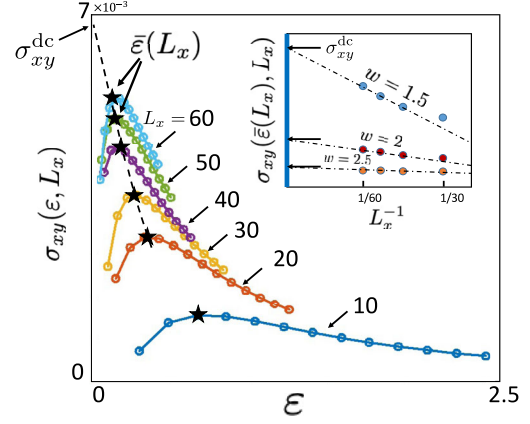 7 ×10⁻³
σ_xy^dc
ε̄(L_x)
L_x = 60
50
40
30
20
10
σ_xy(ε, L_x)
0
0
ε
2.5
σ_xy(ε̄(L_x), L_x)
σ_xy^dc
w = 1.5
w = 2
w = 2.5
1/60
1/30
L_x^-1